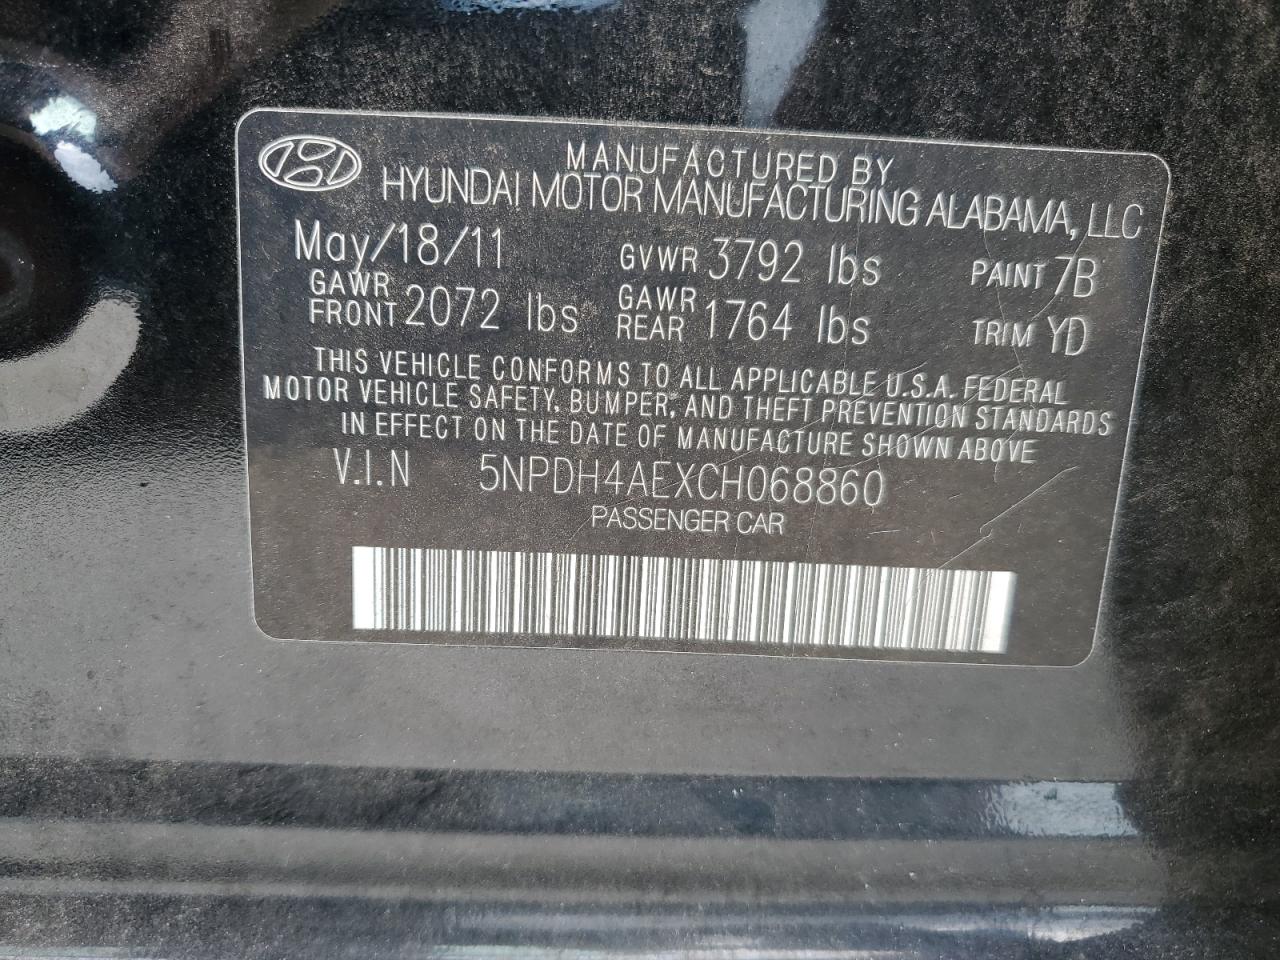 MANUFACTURED BY
HYUNDAI MOTOR MANUFACTURING ALABAMA, LLC
May/18/11 GVWR 3792 lbs PAINT 7B
GAWR FRONT 2072 lbs GAWR REAR 1764 lbs TRIM YD
THIS VEHICLE CONFORMS TO ALL APPLICABLE U.S.A. FEDERAL
MOTOR VEHICLE SAFETY, BUMPER, AND THEFT PREVENTION STANDARDS
IN EFFECT ON THE DATE OF MANUFACTURE SHOWN ABOVE
V.I.N 5NPDH4AEXCH068860
PASSENGER CAR